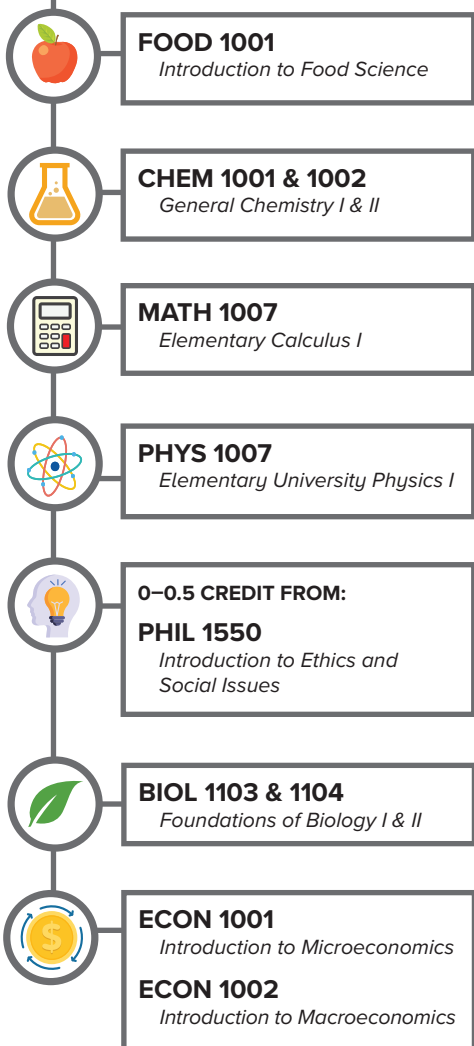 FOOD 1001
Introduction to Food Science
CHEM 1001 & 1002
General Chemistry I & II
MATH 1007
Elementary Calculus I
PHYS 1007
Elementary University Physics I
0–0.5 CREDIT FROM:
PHIL 1550
Introduction to Ethics and
Social Issues
BIOL 1103 & 1104
Foundations of Biology I & II
$
ECON 1001
Introduction to Microeconomics
ECON 1002
Introduction to Macroeconomics